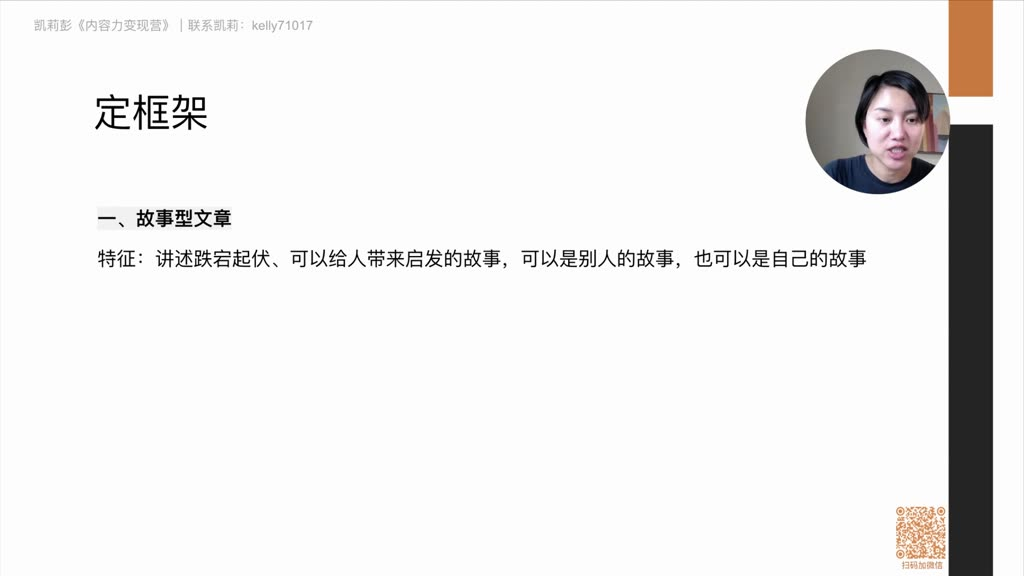 凯莉彭《内容力变现营》｜联系凯莉：kelly71017
定框架
一、故事型文章
特征：讲述跌宕起伏、可以给人带来启发的故事，可以是别人的故事，也可以是自己的故事
扫码加微信